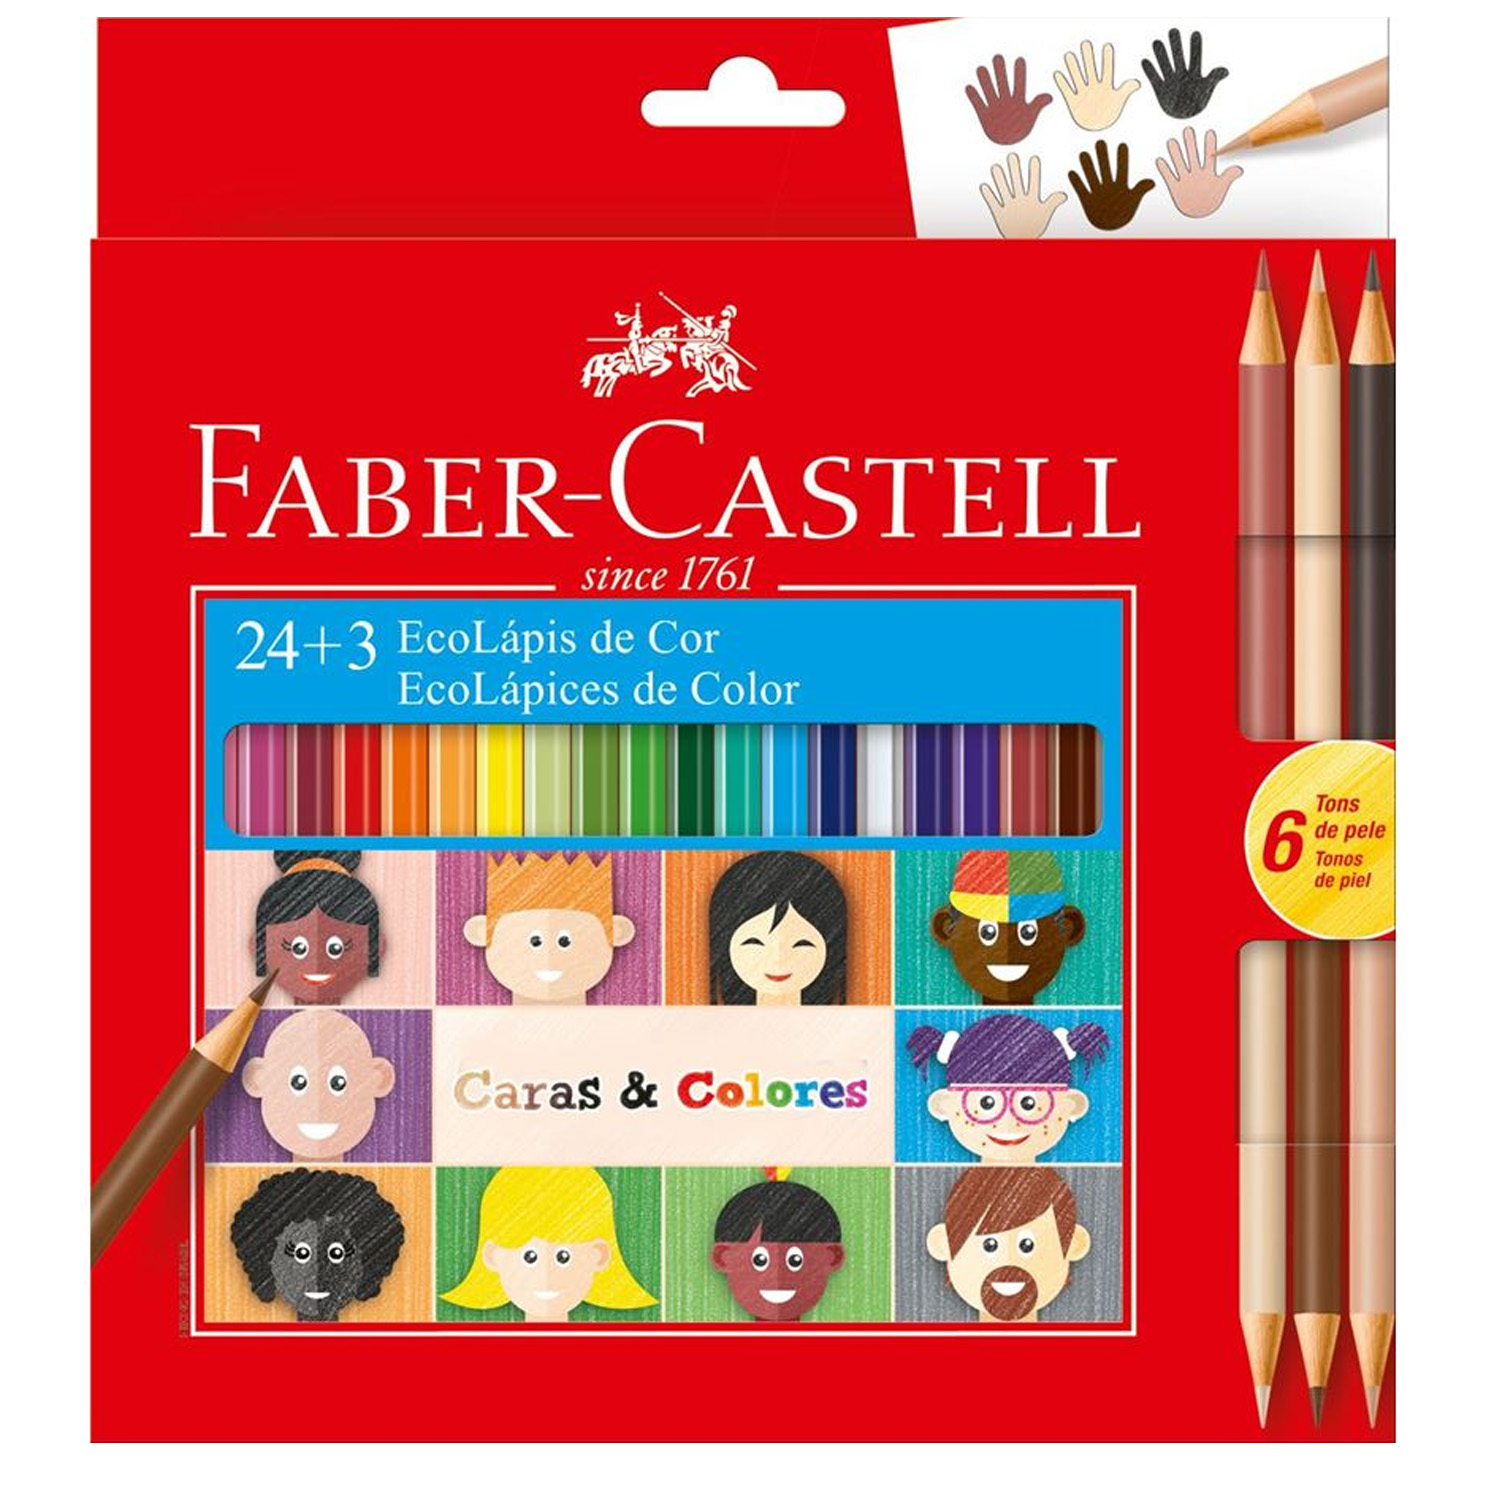 FABER-CASTELL
since 1761
24+3 EcoLápis de Cor
EcoLápices de Color
6 Tons
de pele
Tonos
de piel
Caras & Colores